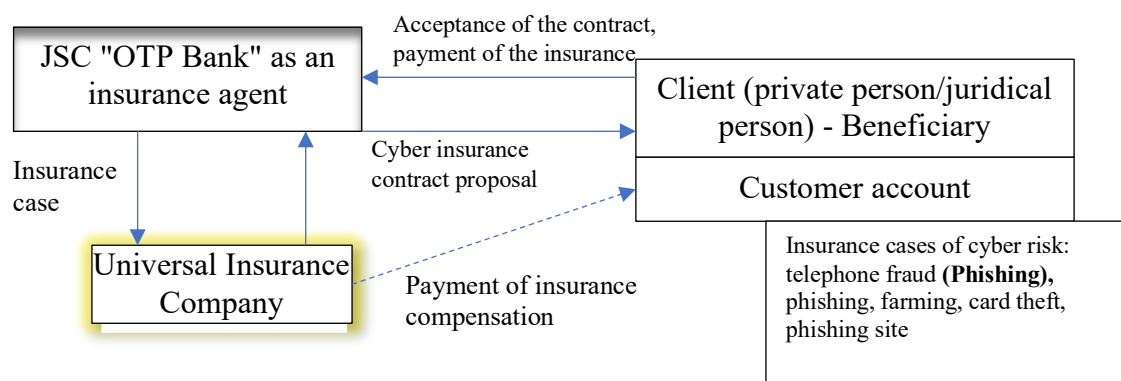 JSC "OTP Bank" as an
insurance agent
Acceptance of the contract,
payment of the insurance
Client (private person/juridical
person) - Beneficiary
Customer account
Cyber insurance
contract proposal
Insurance
case
Universal Insurance
Company
Payment of insurance
compensation
Insurance cases of cyber risk:
telephone fraud (Phishing),
phishing, farming, card theft,
phishing site